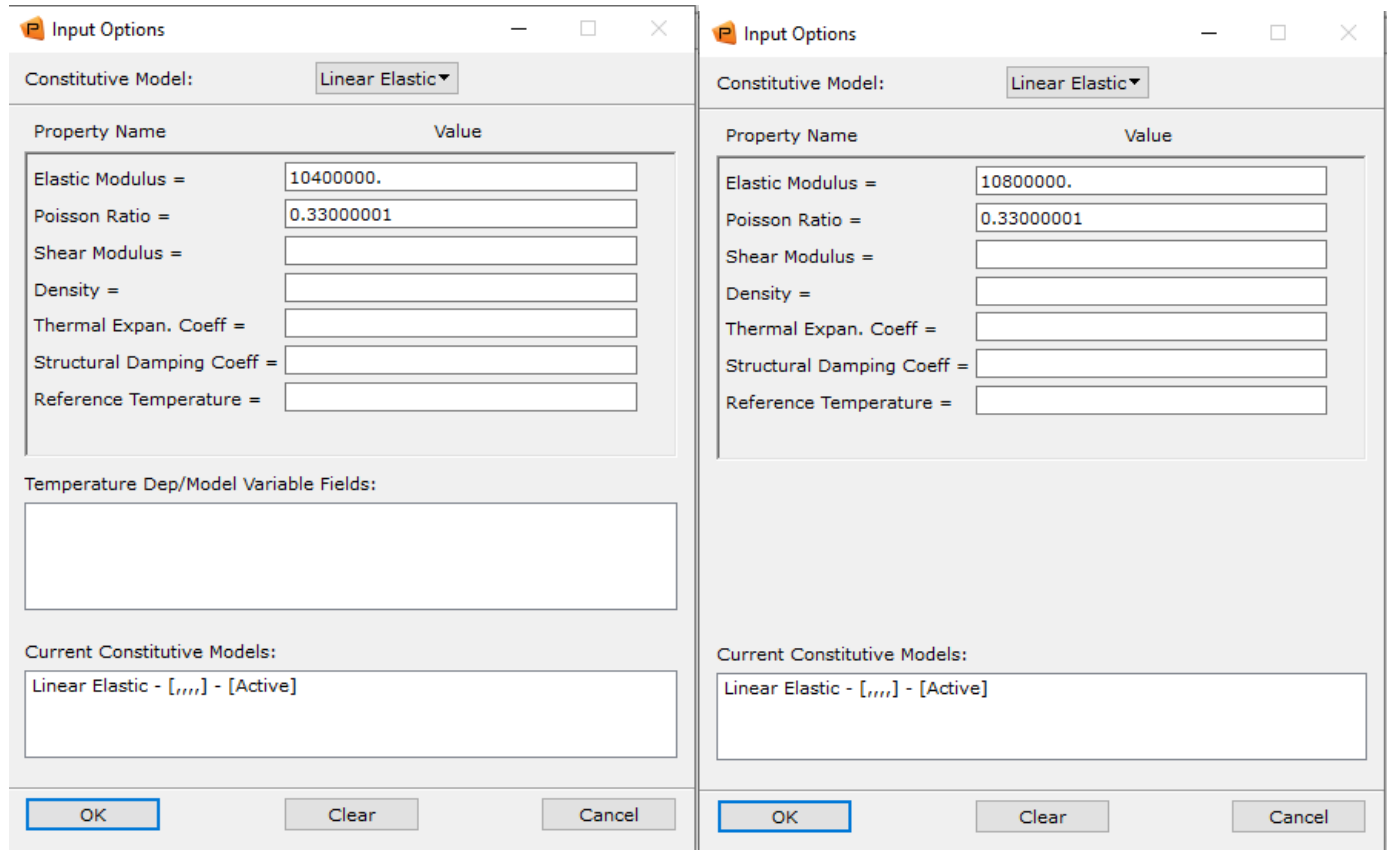 Input Options
Constitutive Model: Linear Elastic
Property Name Value
Elastic Modulus = 10400000.
Poisson Ratio = 0.33000001
Shear Modulus =
Density =
Thermal Expan. Coeff =
Structural Damping Coeff =
Reference Temperature =
Temperature Dep/Model Variable Fields:
Current Constitutive Models:
Linear Elastic - [,,,,] - [Active]
OK Clear Cancel
Input Options
Constitutive Model: Linear Elastic
Property Name Value
Elastic Modulus = 10800000.
Poisson Ratio = 0.33000001
Shear Modulus =
Density =
Thermal Expan. Coeff =
Structural Damping Coeff =
Reference Temperature =
Current Constitutive Models:
Linear Elastic - [,,,,] - [Active]
OK Clear Cancel